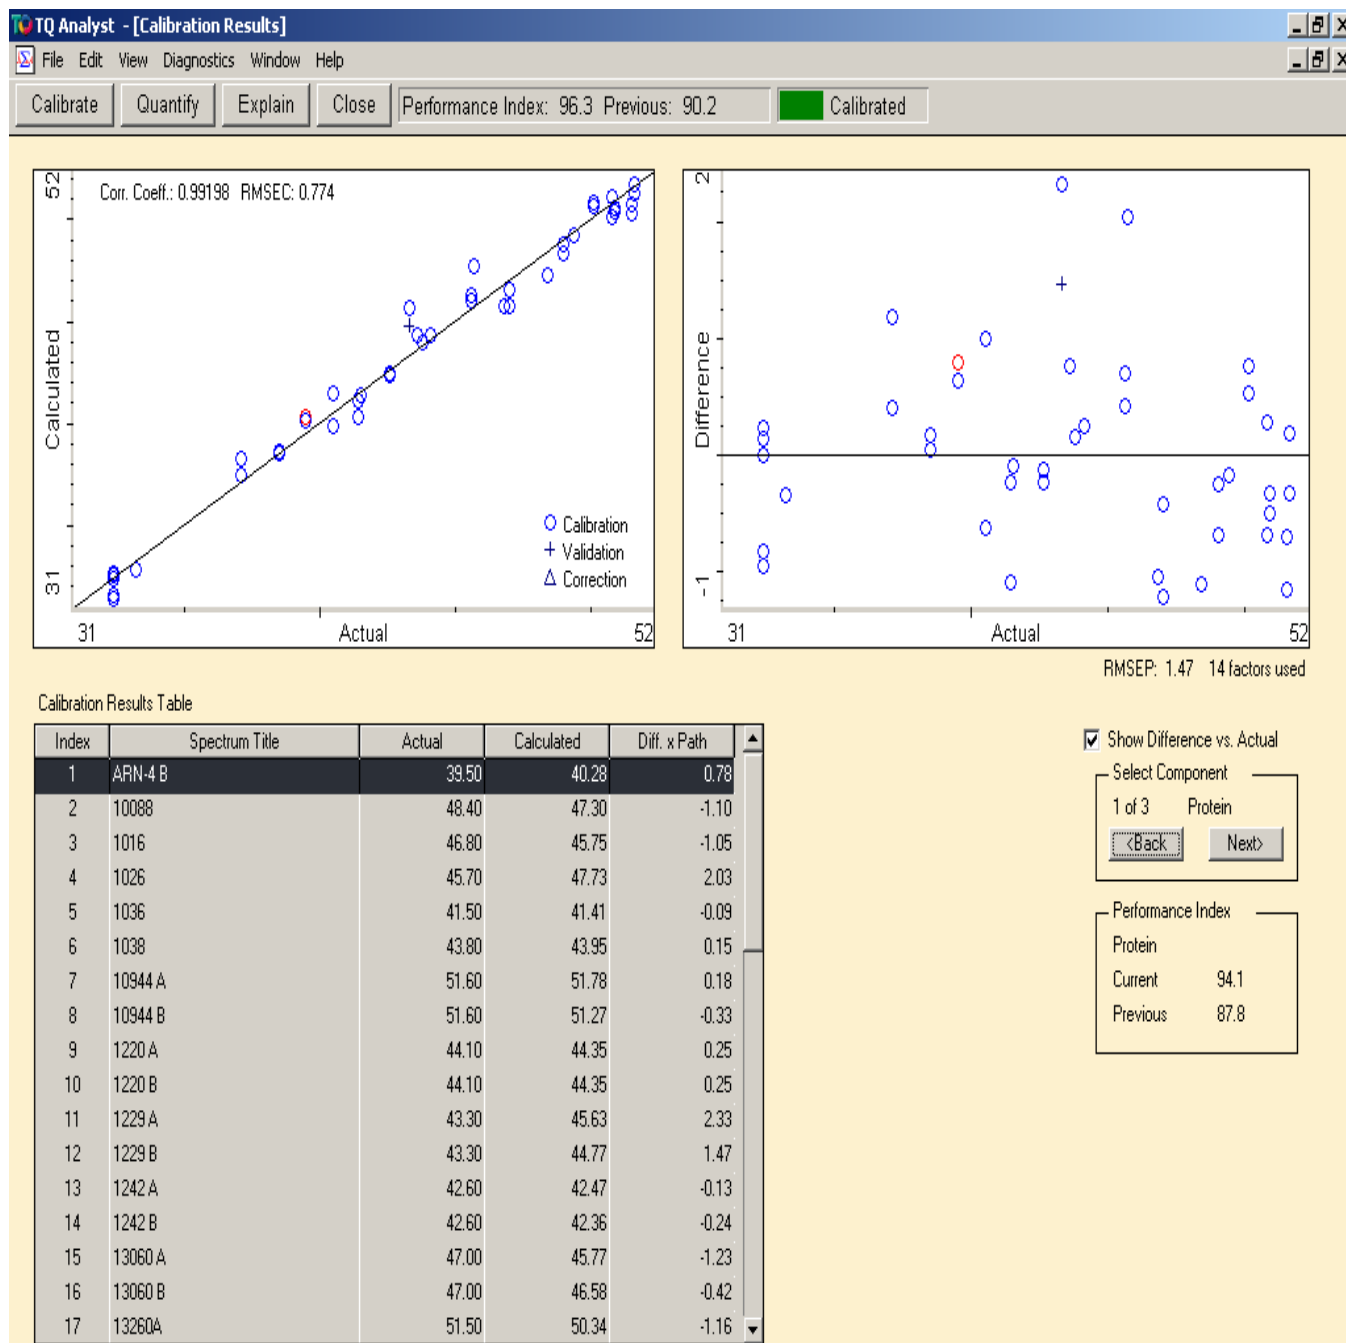 TQ Analyst - [Calibration Results]
File Edit View Diagnostics Window Help
Calibrate Quantify Explain Close Performance Index: 96.3 Previous: 90.2 Calibrated
52
Corr. Coeff.: 0.99198 RMSEC: 0.774
Calculated
31
Calibration
Validation
Correction
31 Actual 52
2
Difference
-1
31 Actual 52
RMSEP: 1.47 14 factors used
Calibration Results Table
Index Spectrum Title Actual Calculated Diff. x Path
1 ARN-4 B 39.50 40.28 0.78
2 10088 48.40 47.30 -1.10
3 1016 46.80 45.75 -1.05
4 1026 45.70 47.73 2.03
5 1036 41.50 41.41 -0.09
6 1038 43.80 43.95 0.15
7 10944 A 51.60 51.78 0.18
8 10944 B 51.60 51.27 -0.33
9 1220 A 44.10 44.35 0.25
10 1220 B 44.10 44.35 0.25
11 1229 A 43.30 45.63 2.33
12 1229 B 43.30 44.77 1.47
13 1242 A 42.60 42.47 -0.13
14 1242 B 42.60 42.36 -0.24
15 13060 A 47.00 45.77 -1.23
16 13060 B 47.00 46.58 -0.42
17 13260A 51.50 50.34 -1.16
Show Difference vs. Actual
Select Component
1 of 3 Protein
<Back Next>
Performance Index
Protein
Current 94.1
Previous 87.8